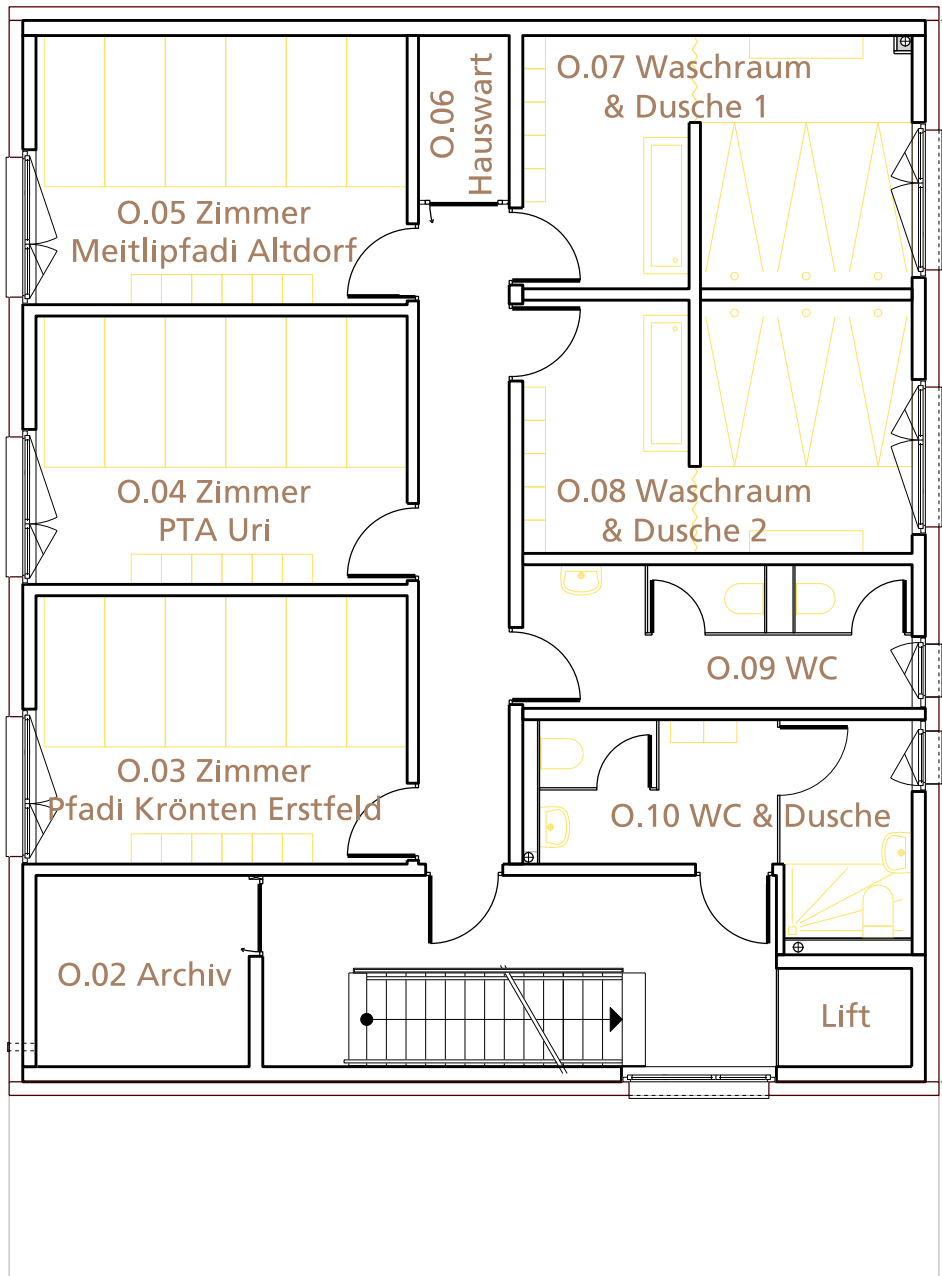 O.07 Waschraum
& Dusche 1
O.06
Hauswart
O.05 Zimmer
Meitlipfadi Altdorf
O.04 Zimmer
PTA Uri
O.08 Waschraum
& Dusche 2
O.09 WC
O.03 Zimmer
Pfadi Krönten Erstfeld
O.10 WC & Dusche
O.02 Archiv
Lift